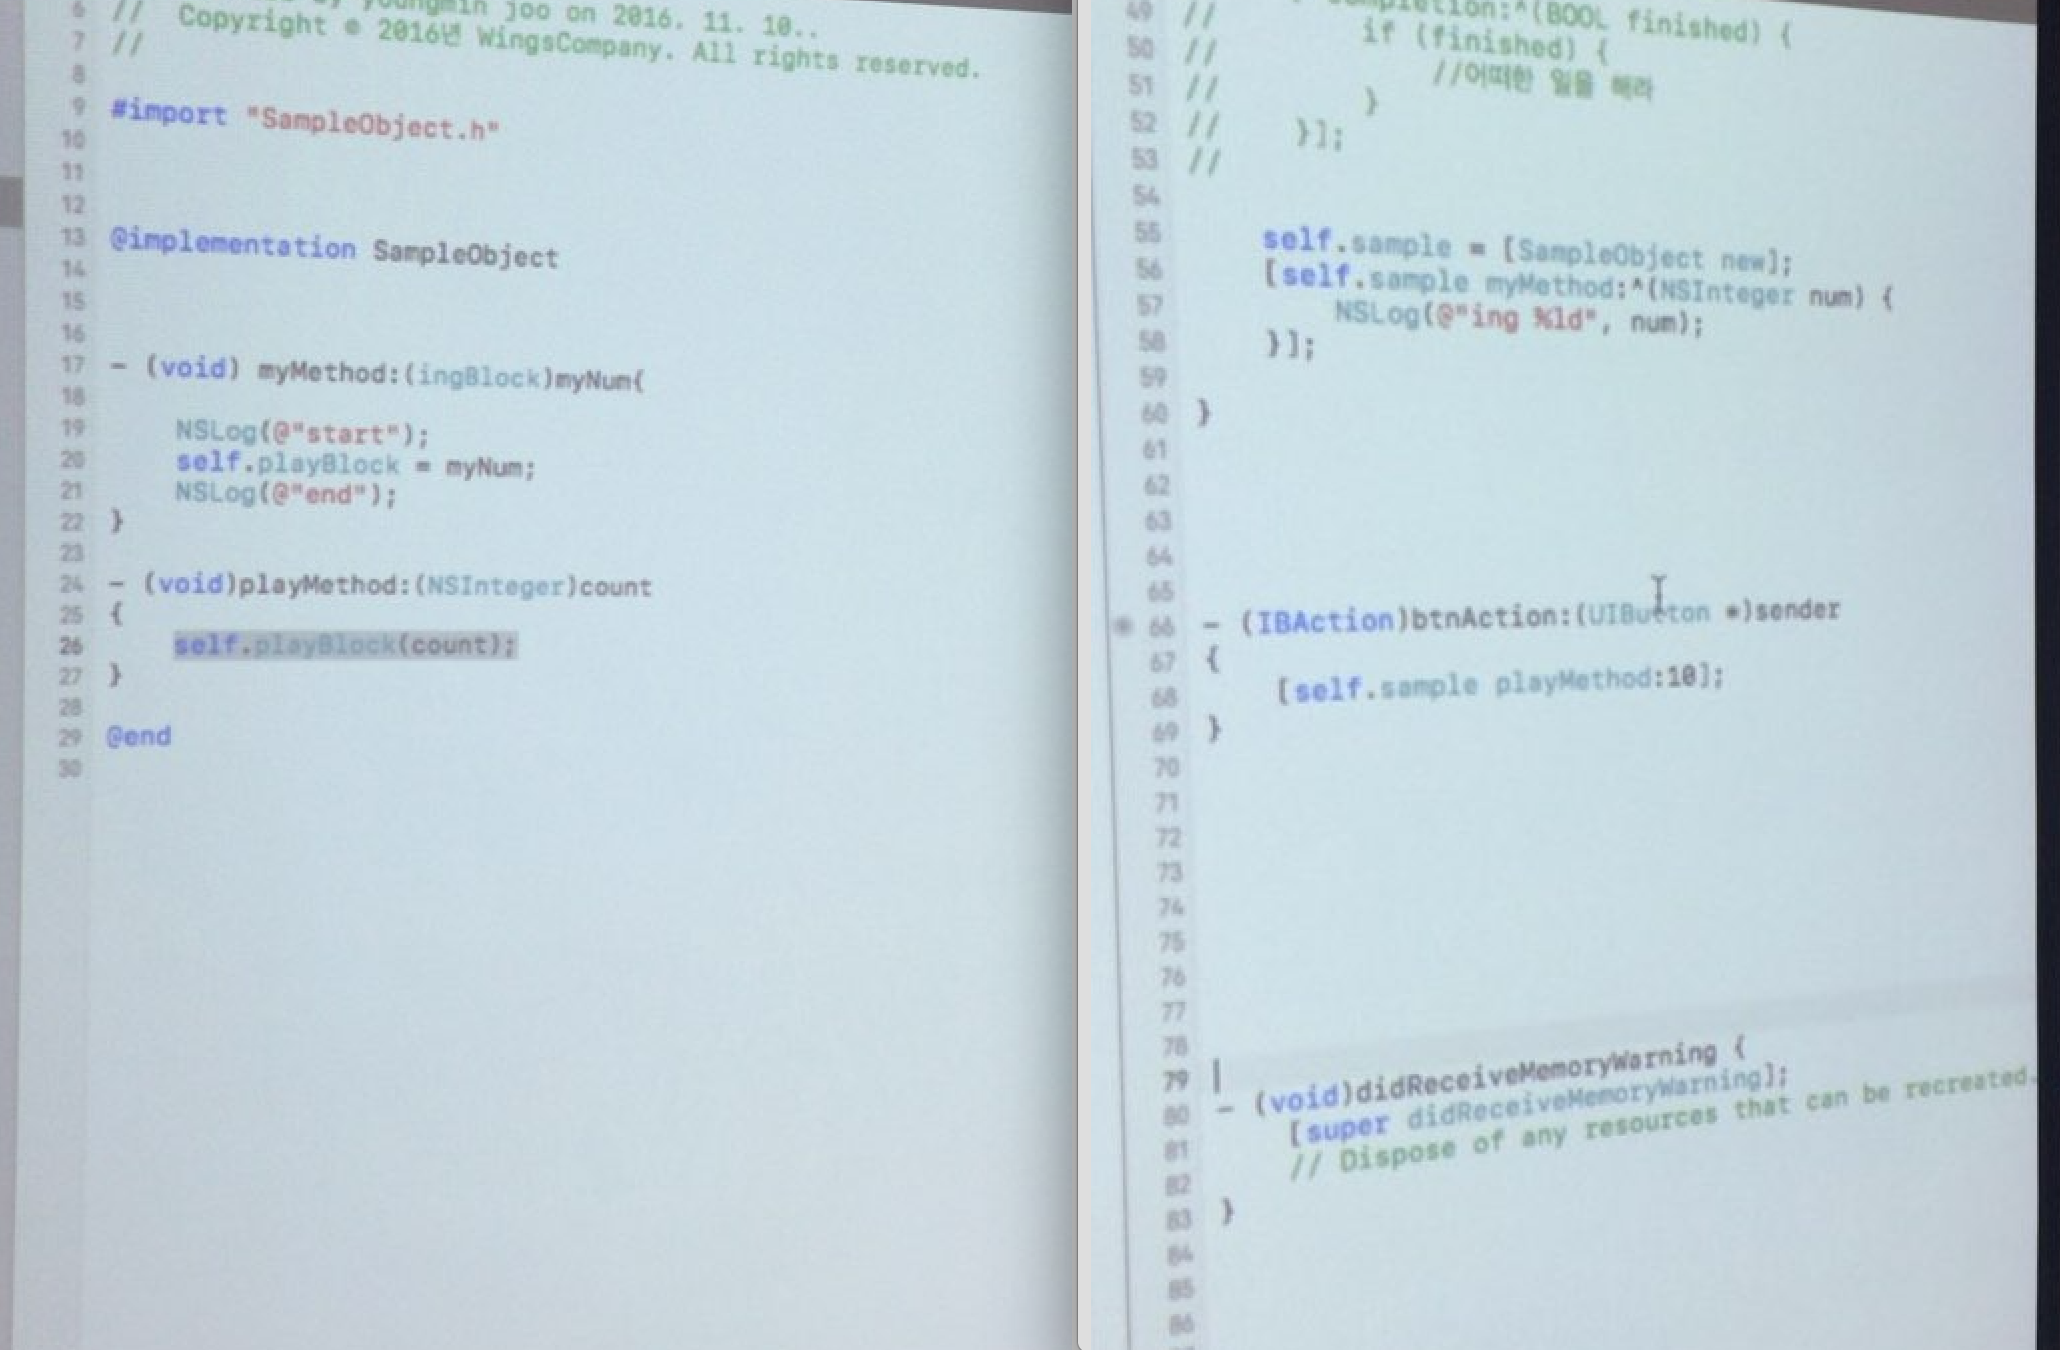 6 // youngmin joo on 2016. 11. 10..
7 // Copyright © 2016년 WingsCompany. All rights reserved.
8 //
9 #import "SampleObject.h"
10
11
12
13 @implementation SampleObject
14
15
16
17 - (void) myMethod:(ingBlock)myNum{
18
19 NSLog(@"start");
20 self.playBlock = myNum;
21 NSLog(@"end");
22 }
23
24 - (void)playMethod:(NSInteger)count
25 {
26 self.playBlock(count);
27 }
28
29 @end
30
49 // completion:^(BOOL finished) {
50 // if (finished) {
51 // //어떠한 일을 해라
52 // }
53 // }];
54
55 self.sample = [SampleObject new];
56 [self.sample myMethod:^(NSInteger num) {
57 NSLog(@"ing %ld", num);
58 }];
59
60 }
61
62
63
64
65
66 - (IBAction)btnAction:(UIButton *)sender
67 {
68 [self.sample playMethod:10];
69 }
70
71
72
73
74
75
76
77
78
79
80 - (void)didReceiveMemoryWarning {
81 [super didReceiveMemoryWarning];
82 // Dispose of any resources that can be recreated.
83 }
84
85
86